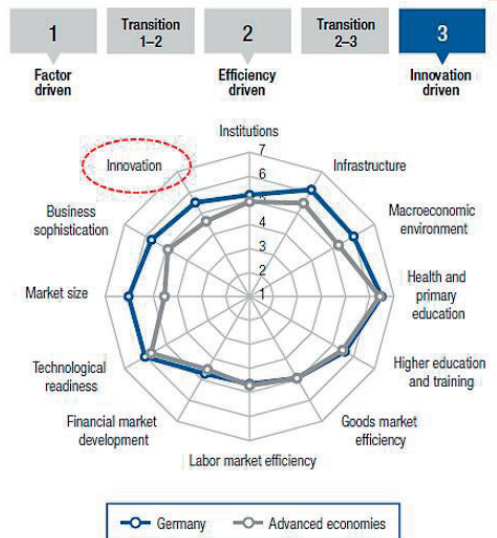 1
Transition
1–2
2
Transition
2–3
3
Factor
driven
Efficiency
driven
Innovation
driven
Institutions
7
Innovation
6
Infrastructure
5
Business
sophistication
4
Macroeconomic
environment
3
2
Market size
1
Health and
primary
education
Technological
readiness
Higher education
and training
Financial market
development
Goods market
efficiency
Labor market efficiency
Germany
Advanced economies